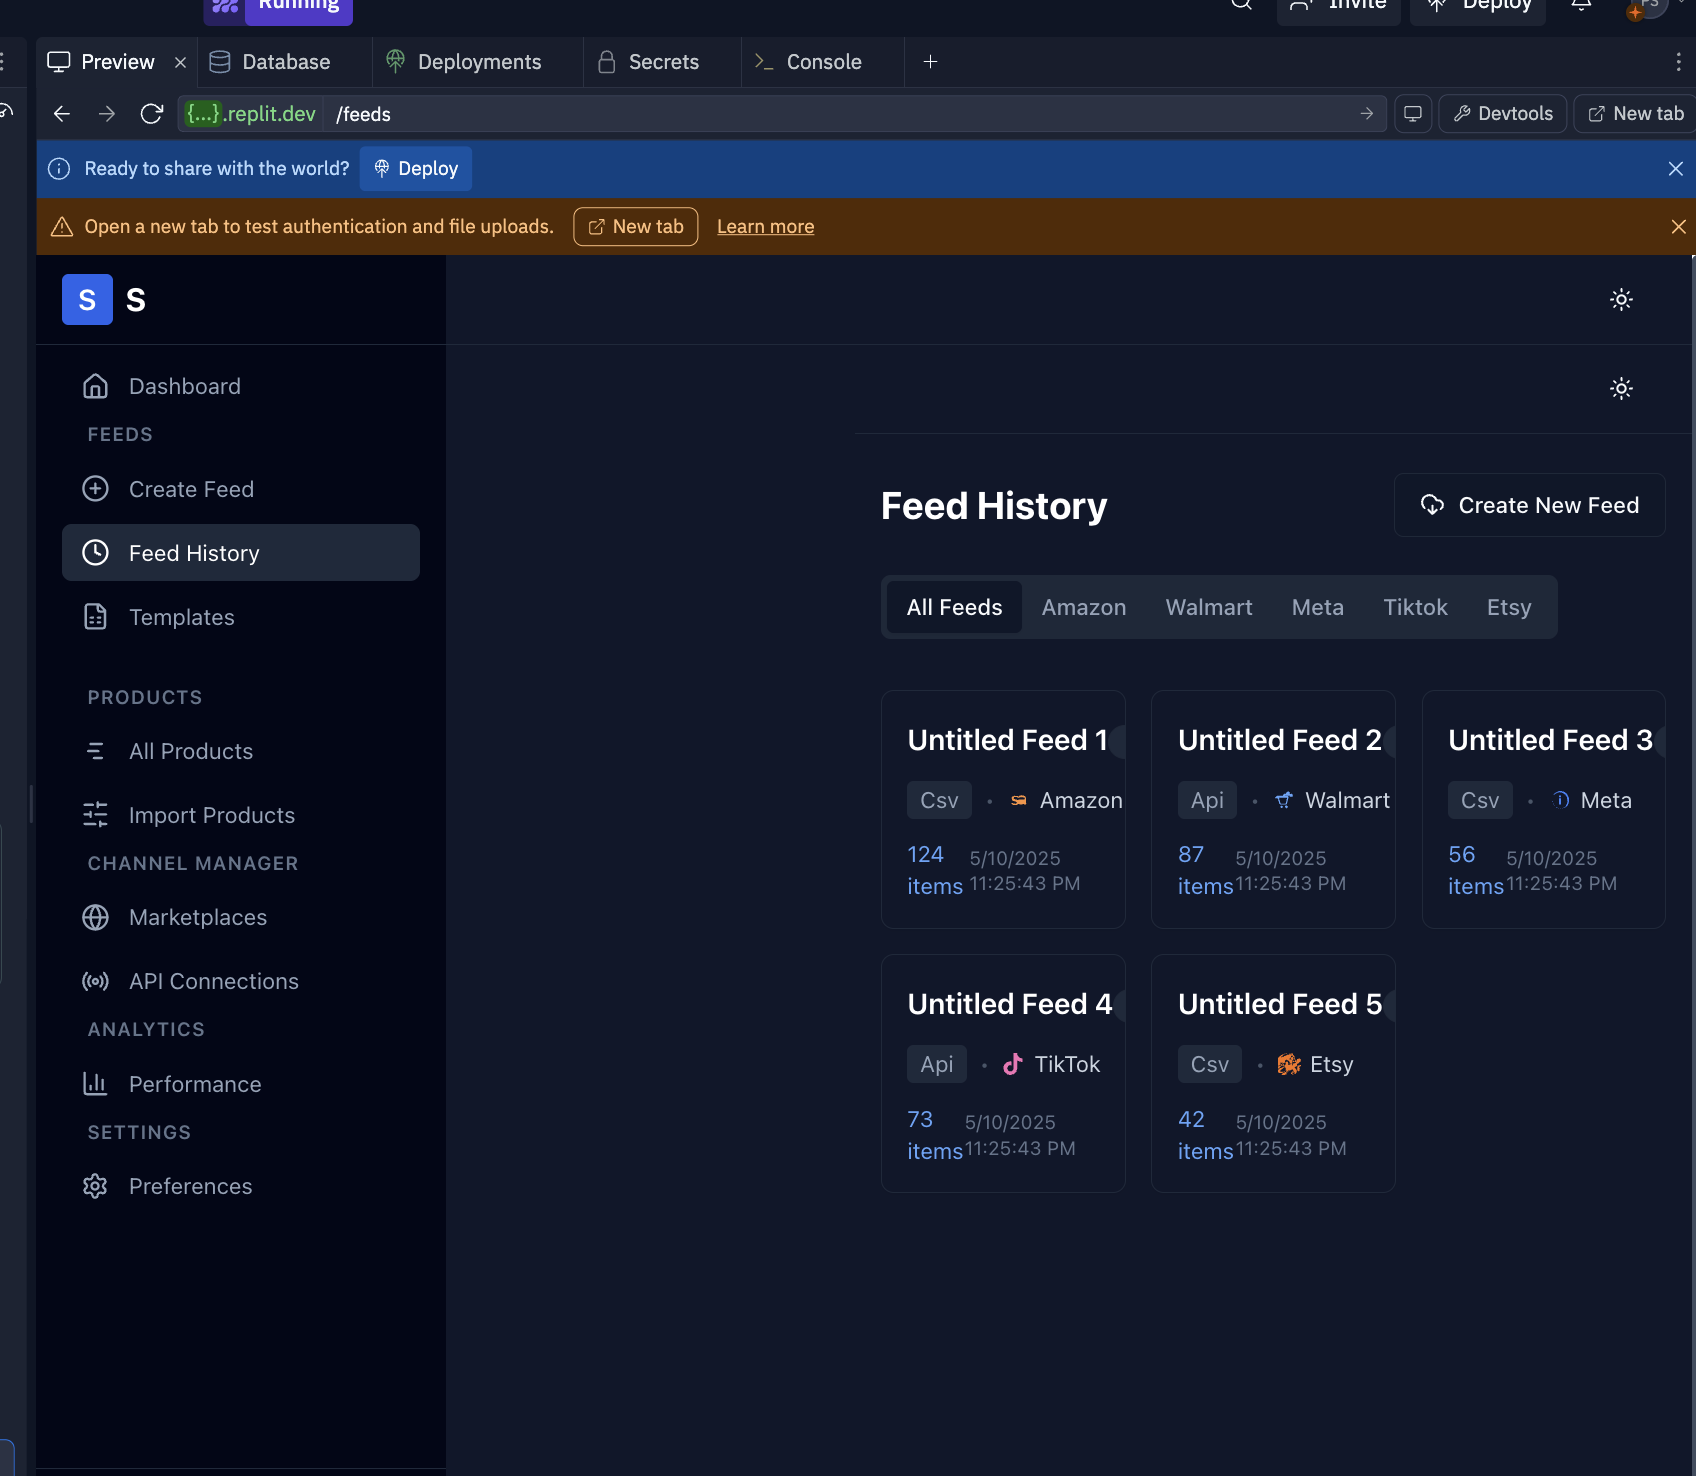 Running
Invite
Deploy
PS
Preview
Database
Deployments
Secrets
Console
{...}.replit.dev
/feeds
Devtools
New tab
Ready to share with the world?
Deploy
Open a new tab to test authentication and file uploads.
New tab
Learn more
S
S
Dashboard
FEEDS
Create Feed
Feed History
Templates
PRODUCTS
All Products
Import Products
CHANNEL MANAGER
Marketplaces
API Connections
ANALYTICS
Performance
SETTINGS
Preferences
Feed History
Create New Feed
All Feeds
Amazon
Walmart
Meta
Tiktok
Etsy
Untitled Feed 1
Csv • Amazon
124 items
5/10/2025
11:25:43 PM
Untitled Feed 2
Api • Walmart
87 items
5/10/2025
11:25:43 PM
Untitled Feed 3
Csv • Meta
56 items
5/10/2025
11:25:43 PM
Untitled Feed 4
Api • TikTok
73 items
5/10/2025
11:25:43 PM
Untitled Feed 5
Csv • Etsy
42 items
5/10/2025
11:25:43 PM